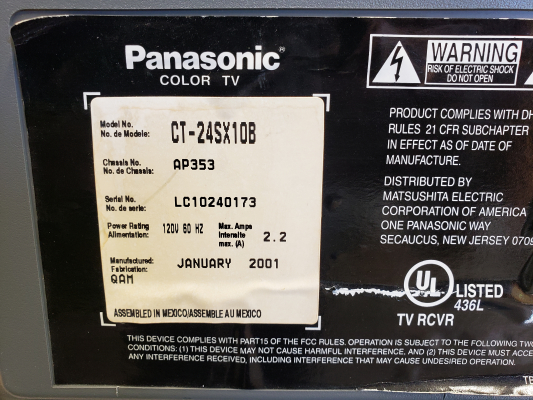 Panasonic®
COLOR TV
Model No.
No. de Modele:
CT-24SX10B
Chassis No.
No. de Chassis:
AP353
Serial No.
No. de serie:
LC10240173
Power Rating
Alimentation:
120V 60 HZ
Max. Amps
Intensite
max. (A)
2.2
Manufactured:
Fabrication:
JANUARY 2001
QAM
ASSEMBLED IN MEXICO/ASSEMBLE AU MEXICO
WARNING
RISK OF ELECTRIC SHOCK
DO NOT OPEN
PRODUCT COMPLIES WITH DH
RULES 21 CFR SUBCHAPTER
IN EFFECT AS OF DATE OF
MANUFACTURE.
DISTRIBUTED BY
MATSUSHITA ELECTRIC
CORPORATION OF AMERICA
ONE PANASONIC WAY
SECAUCUS, NEW JERSEY 070
UL
®
LISTED
436L
TV RCVR
THIS DEVICE COMPLIES WITH PART15 OF THE FCC RULES. OPERATION IS SUBJECT TO THE FOLLOWING TWO
CONDITIONS: (1) THIS DEVICE MAY NOT CAUSE HARMFUL INTERFERENCE, AND (2) THIS DEVICE MUST ACCE
ANY INTERFERENCE RECEIVED, INCLUDING INTERFERENCE THAT MAY CAUSE UNDESIRED OPERATION.